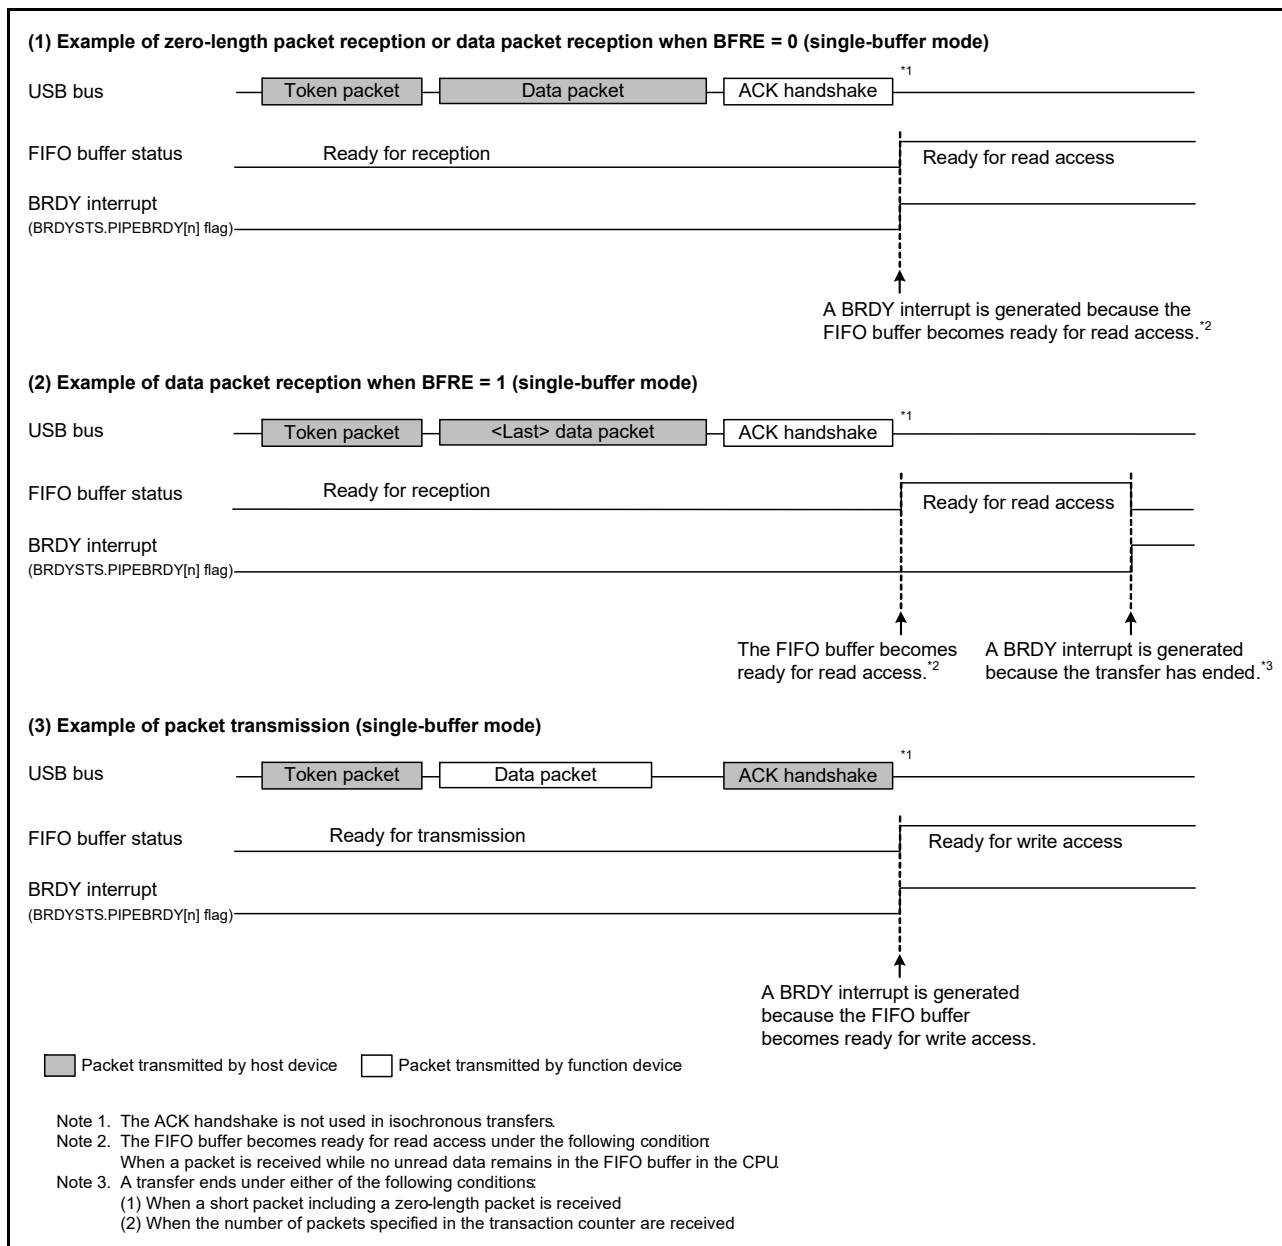 (1) Example of zero-length packet reception or data packet reception when BFRE = 0 (single-buffer mode)
*1
USB bus
Token packet
Data packet
ACK handshake
FIFO buffer status
Ready for reception
Ready for read access
BRDY interrupt
(BRDYSTS.PIPEBRDY[n] flag)
A BRDY interrupt is generated because the
FIFO buffer becomes ready for read access.*2
(2) Example of data packet reception when BFRE = 1 (single-buffer mode)
*1
USB bus
Token packet
<Last> data packet
ACK handshake
FIFO buffer status
Ready for reception
Ready for read access
BRDY interrupt
(BRDYSTS.PIPEBRDY[n] flag)
The FIFO buffer becomes
ready for read access.*2
A BRDY interrupt is generated
because the transfer has ended.*3
(3) Example of packet transmission (single-buffer mode)
*1
USB bus
Token packet
Data packet
ACK handshake
FIFO buffer status
Ready for transmission
Ready for write access
BRDY interrupt
(BRDYSTS.PIPEBRDY[n] flag)
A BRDY interrupt is generated
because the FIFO buffer
becomes ready for write access.
Packet transmitted by host device
Packet transmitted by function device
Note 1. The ACK handshake is not used in isochronous transfers.
Note 2. The FIFO buffer becomes ready for read access under the following condition:
When a packet is received while no unread data remains in the FIFO buffer in the CPU.
Note 3. A transfer ends under either of the following conditions:
(1) When a short packet including a zero-length packet is received
(2) When the number of packets specified in the transaction counter are received